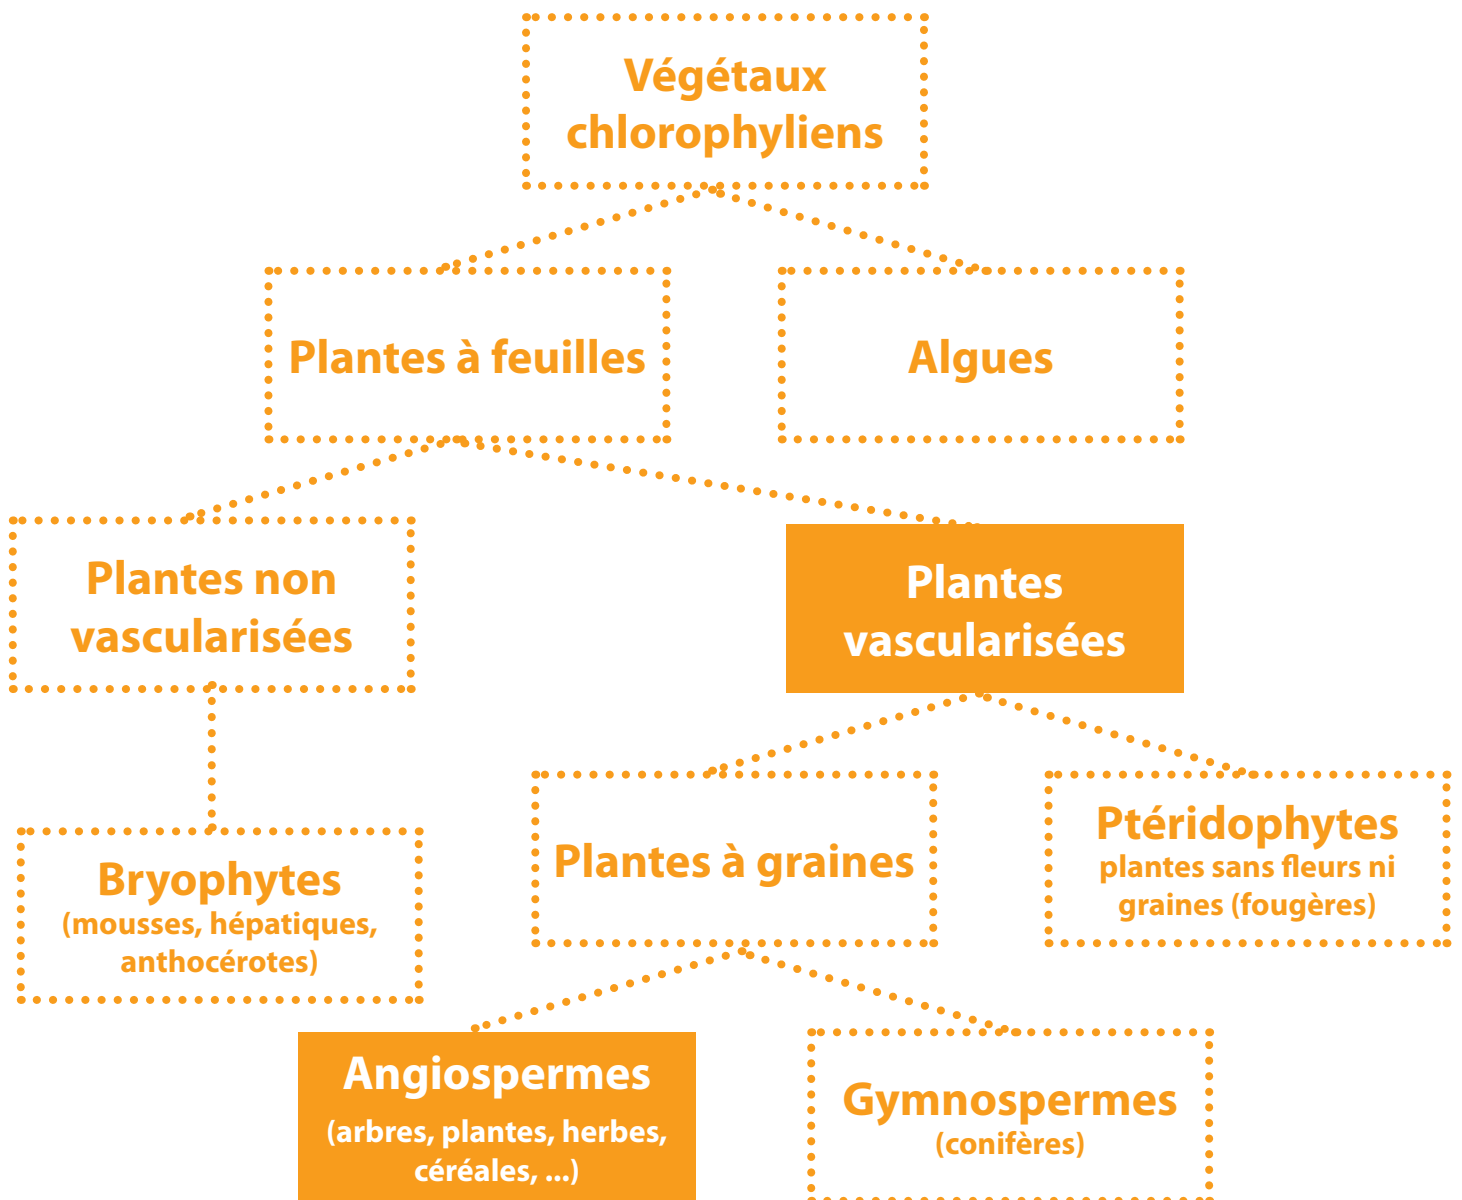 Végétaux
chlorophyliens
Plantes à feuilles
Algues
Plantes non
vascularisées
Plantes
vascularisées
Bryophytes
(mousses, hépatiques,
anthocérotes)
Plantes à graines
Ptéridophytes
plantes sans fleurs ni
graines (fougères)
Angiospermes
(arbres, plantes, herbes,
céréales, ...)
Gymnospermes
(conifères)